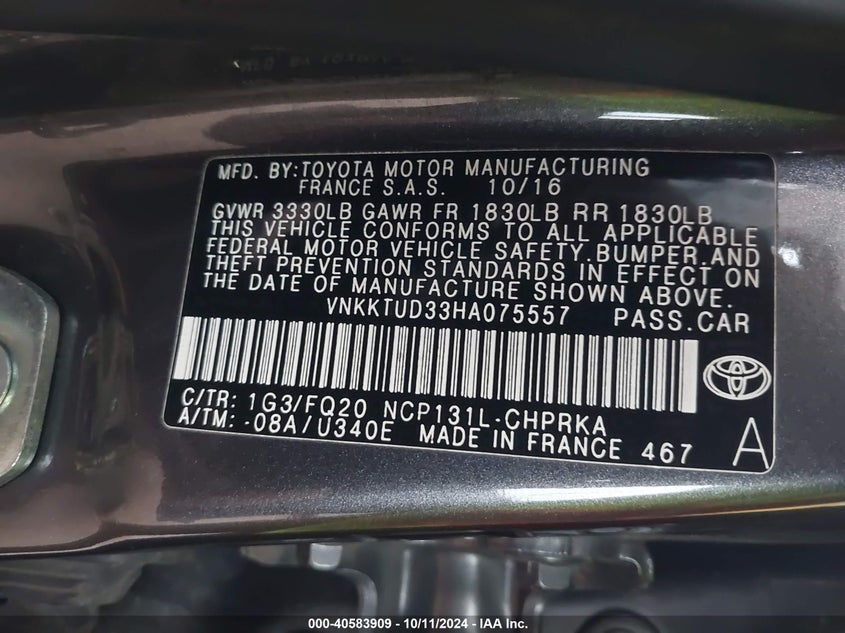 MFD. BY:TOYOTA MOTOR MANUFACTURING
FRANCE S.A.S. 10/16
GVWR 3330LB GAWR FR 1830LB RR 1830LB
THIS VEHICLE CONFORMS TO ALL APPLICABLE
FEDERAL MOTOR VEHICLE SAFETY,BUMPER,AND
THEFT PREVENTION STANDARDS IN EFFECT ON
THE DATE OF MANUFACTURE SHOWN ABOVE.
VNKKTUD33HA075557 PASS.CAR
C/TR: 1G3/FQ20 NCP131L-CHPRKA
A/TM: -08A/U340E MADE IN FRANCE 467
A
000-40583909 - 10/11/2024 - © IAA Inc.